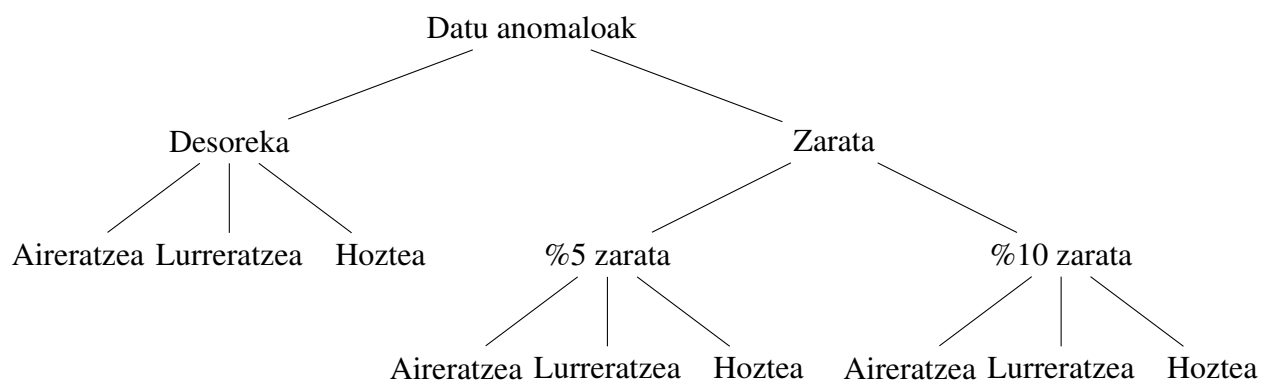 Datu anomaloak
Desoreka Zarata
Aireratzea Lurreratzea Hoztea %5 zarata %10 zarata
Aireratzea Lurreratzea Hoztea Aireratzea Lurreratzea Hoztea